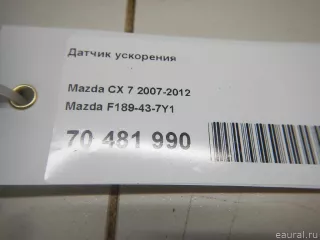 Датчик ускорения
Mazda CX 7 2007-2012
Mazda F189-43-7Y1
70 481 990
eaural.ru